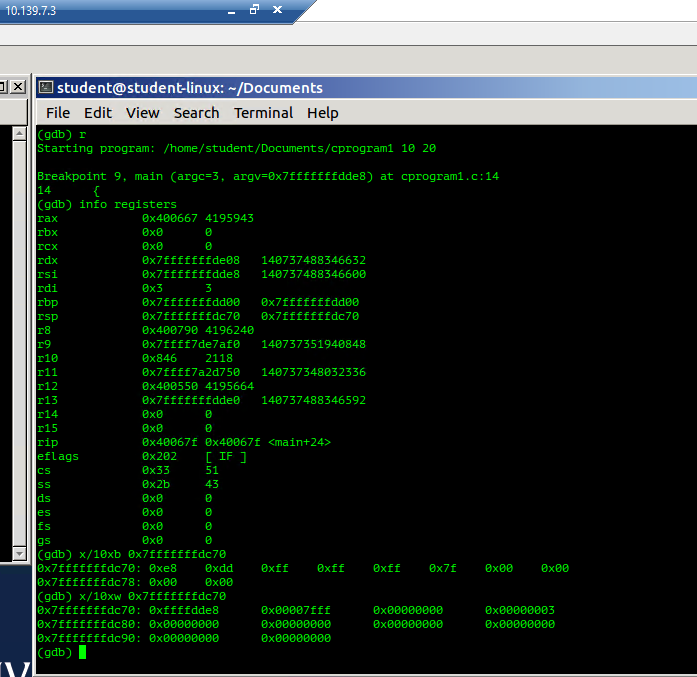 10.139.7.3
student@student-linux: ~/Documents
File Edit View Search Terminal Help
(gdb) r
Starting program: /home/student/Documents/cprogram1 10 20
Breakpoint 9, main (argc=3, argv=0x7fffffffdde8) at cprogram1.c:14
14 {
(gdb) info registers
rax 0x400667 4195943
rbx 0x0 0
rcx 0x0 0
rdx 0x7fffffffde08 140737488346632
rsi 0x7fffffffdde8 140737488346600
rdi 0x3 3
rbp 0x7fffffffdd00 0x7fffffffdd00
rsp 0x7fffffffdc70 0x7fffffffdc70
r8 0x400790 4196240
r9 0x7ffff7de7af0 140737351940848
r10 0x846 2118
r11 0x7ffff7a2d750 140737348032336
r12 0x400550 4195664
r13 0x7fffffffdde0 140737488346592
r14 0x0 0
r15 0x0 0
rip 0x40067f 0x40067f <main+24>
eflags 0x202 [ IF ]
cs 0x33 51
ss 0x2b 43
ds 0x0 0
es 0x0 0
fs 0x0 0
gs 0x0 0
(gdb) x/10xb 0x7fffffffdc70
0x7fffffffdc70: 0xe8 0xdd 0xff 0xff 0xff 0x7f 0x00 0x00
0x7fffffffdc78: 0x00 0x00
(gdb) x/10xw 0x7fffffffdc70
0x7fffffffdc70: 0xffffdde8 0x00007fff 0x00000000 0x00000003
0x7fffffffdc80: 0x00000000 0x00000000 0x00000000 0x00000000
0x7fffffffdc90: 0x00000000 0x00000000
(gdb)